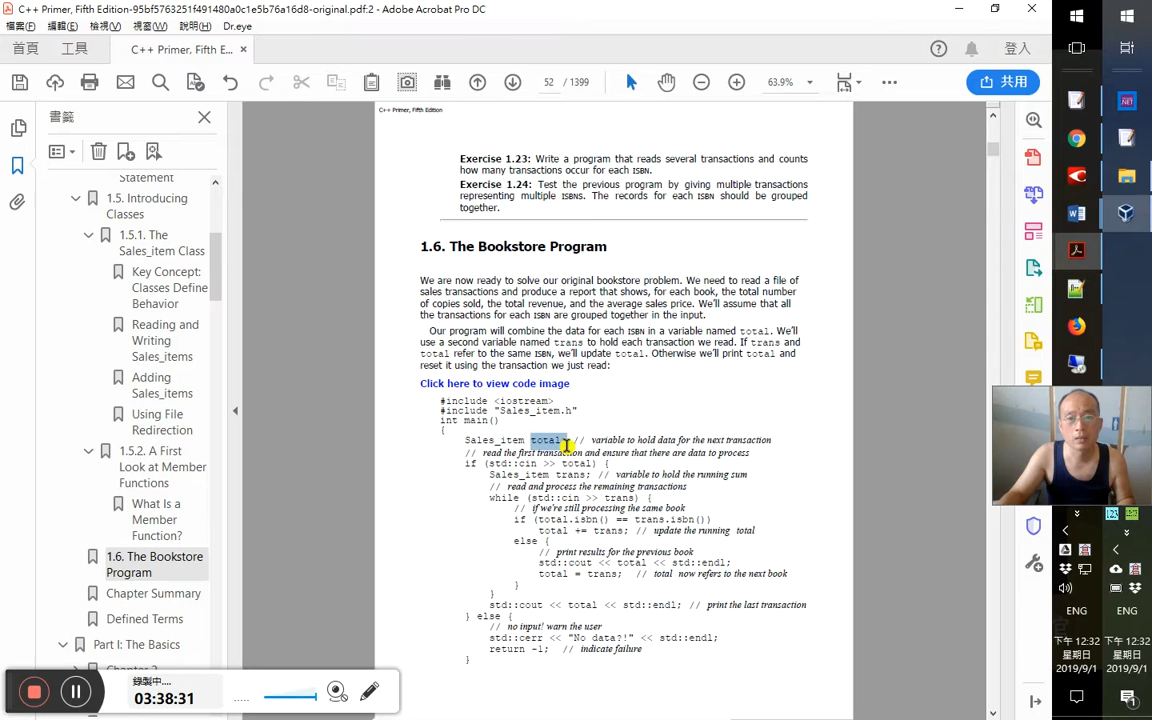 C++ Primer, Fifth Edition-95bf5763251f491480a0c1e5b76a16d8-original.pdf:2 - Adobe Acrobat Pro DC
檔案(F) 編輯(E) 檢視(V) 視窗(W) 說明(H) Dr.eye
首頁 工具 C++ Primer, Fifth E... × 登入
52 / 1399 63.9% 共用
書籤
Statement
1.5. Introducing
Classes
1.5.1. The
Sales_item Class
Key Concept:
Classes Define
Behavior
Reading and
Writing
Sales_items
Adding
Sales_items
Using File
Redirection
1.5.2. A First
Look at Member
Functions
What Is a
Member
Function?
1.6. The Bookstore
Program
Chapter Summary
Defined Terms
Part I: The Basics
Chapter 2
C++ Primer, Fifth Edition
Exercise 1.23: Write a program that reads several transactions and counts
how many transactions occur for each ISBN.
Exercise 1.24: Test the previous program by giving multiple transactions
representing multiple ISBNS. The records for each ISBN should be grouped
together.
1.6. The Bookstore Program
We are now ready to solve our original bookstore problem. We need to read a file of
sales transactions and produce a report that shows, for each book, the total number
of copies sold, the total revenue, and the average sales price. We'll assume that all
the transactions for each ISBN are grouped together in the input.
Our program will combine the data for each ISBN in a variable named total. We'll
use a second variable named trans to hold each transaction we read. If trans and
total refer to the same ISBN, we'll update total. Otherwise we'll print total and
reset it using the transaction we just read:
Click here to view code image
#include <iostream>
#include "Sales_item.h"
int main()
{
Sales_item total // variable to hold data for the next transaction
// read the first transaction and ensure that there are data to process
if (std::cin >> total) {
Sales_item trans; // variable to hold the running sum
// read and process the remaining transactions
while (std::cin >> trans) {
// if we're still processing the same book
if (total.isbn() == trans.isbn())
total += trans; // update the running total
else {
// print results for the previous book
std::cout << total << std::endl;
total = trans; // total now refers to the next book
}
}
std::cout << total << std::endl; // print the last transaction
} else {
// no input! warn the user
std::cerr << "No data?!" << std::endl;
return -1; // indicate failure
}
錄製中....
03:38:31
ENG ENG
下午 12:32 下午 12:32
星期日 星期日
2019/9/1 2019/9/1